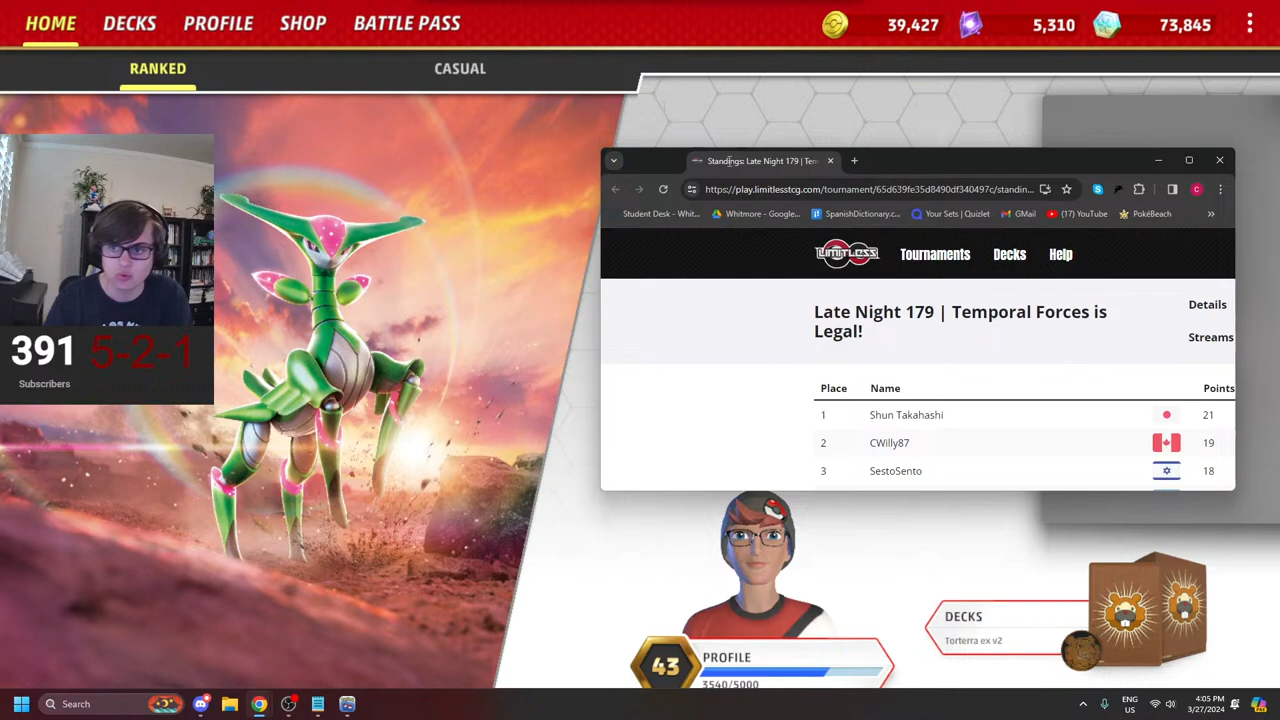 HOME DECKS PROFILE SHOP BATTLE PASS 39,427 5,310 73,845
RANKED CASUAL
Standings: Late Night 179 | Tem
https://play.limitlesstcg.com/tournament/65d639fe35d8490df340497c/standin...
Student Desk - Whit... Whitmore - Google... SpanishDictionary.c... Your Sets | Quizlet GMail (17) YouTube PokéBeach
LIMITLESS Tournaments Decks Help
Late Night 179 | Temporal Forces is
Legal!
Details
Streams
Place Name Points
1 Shun Takahashi 21
2 CWilly87 19
3 SestoSento 18
391 5-2-1
Subscribers
DECKS
Torterra ex v2
43 PROFILE
3540/5000
Search
ENG
US
4:05 PM
3/27/2024